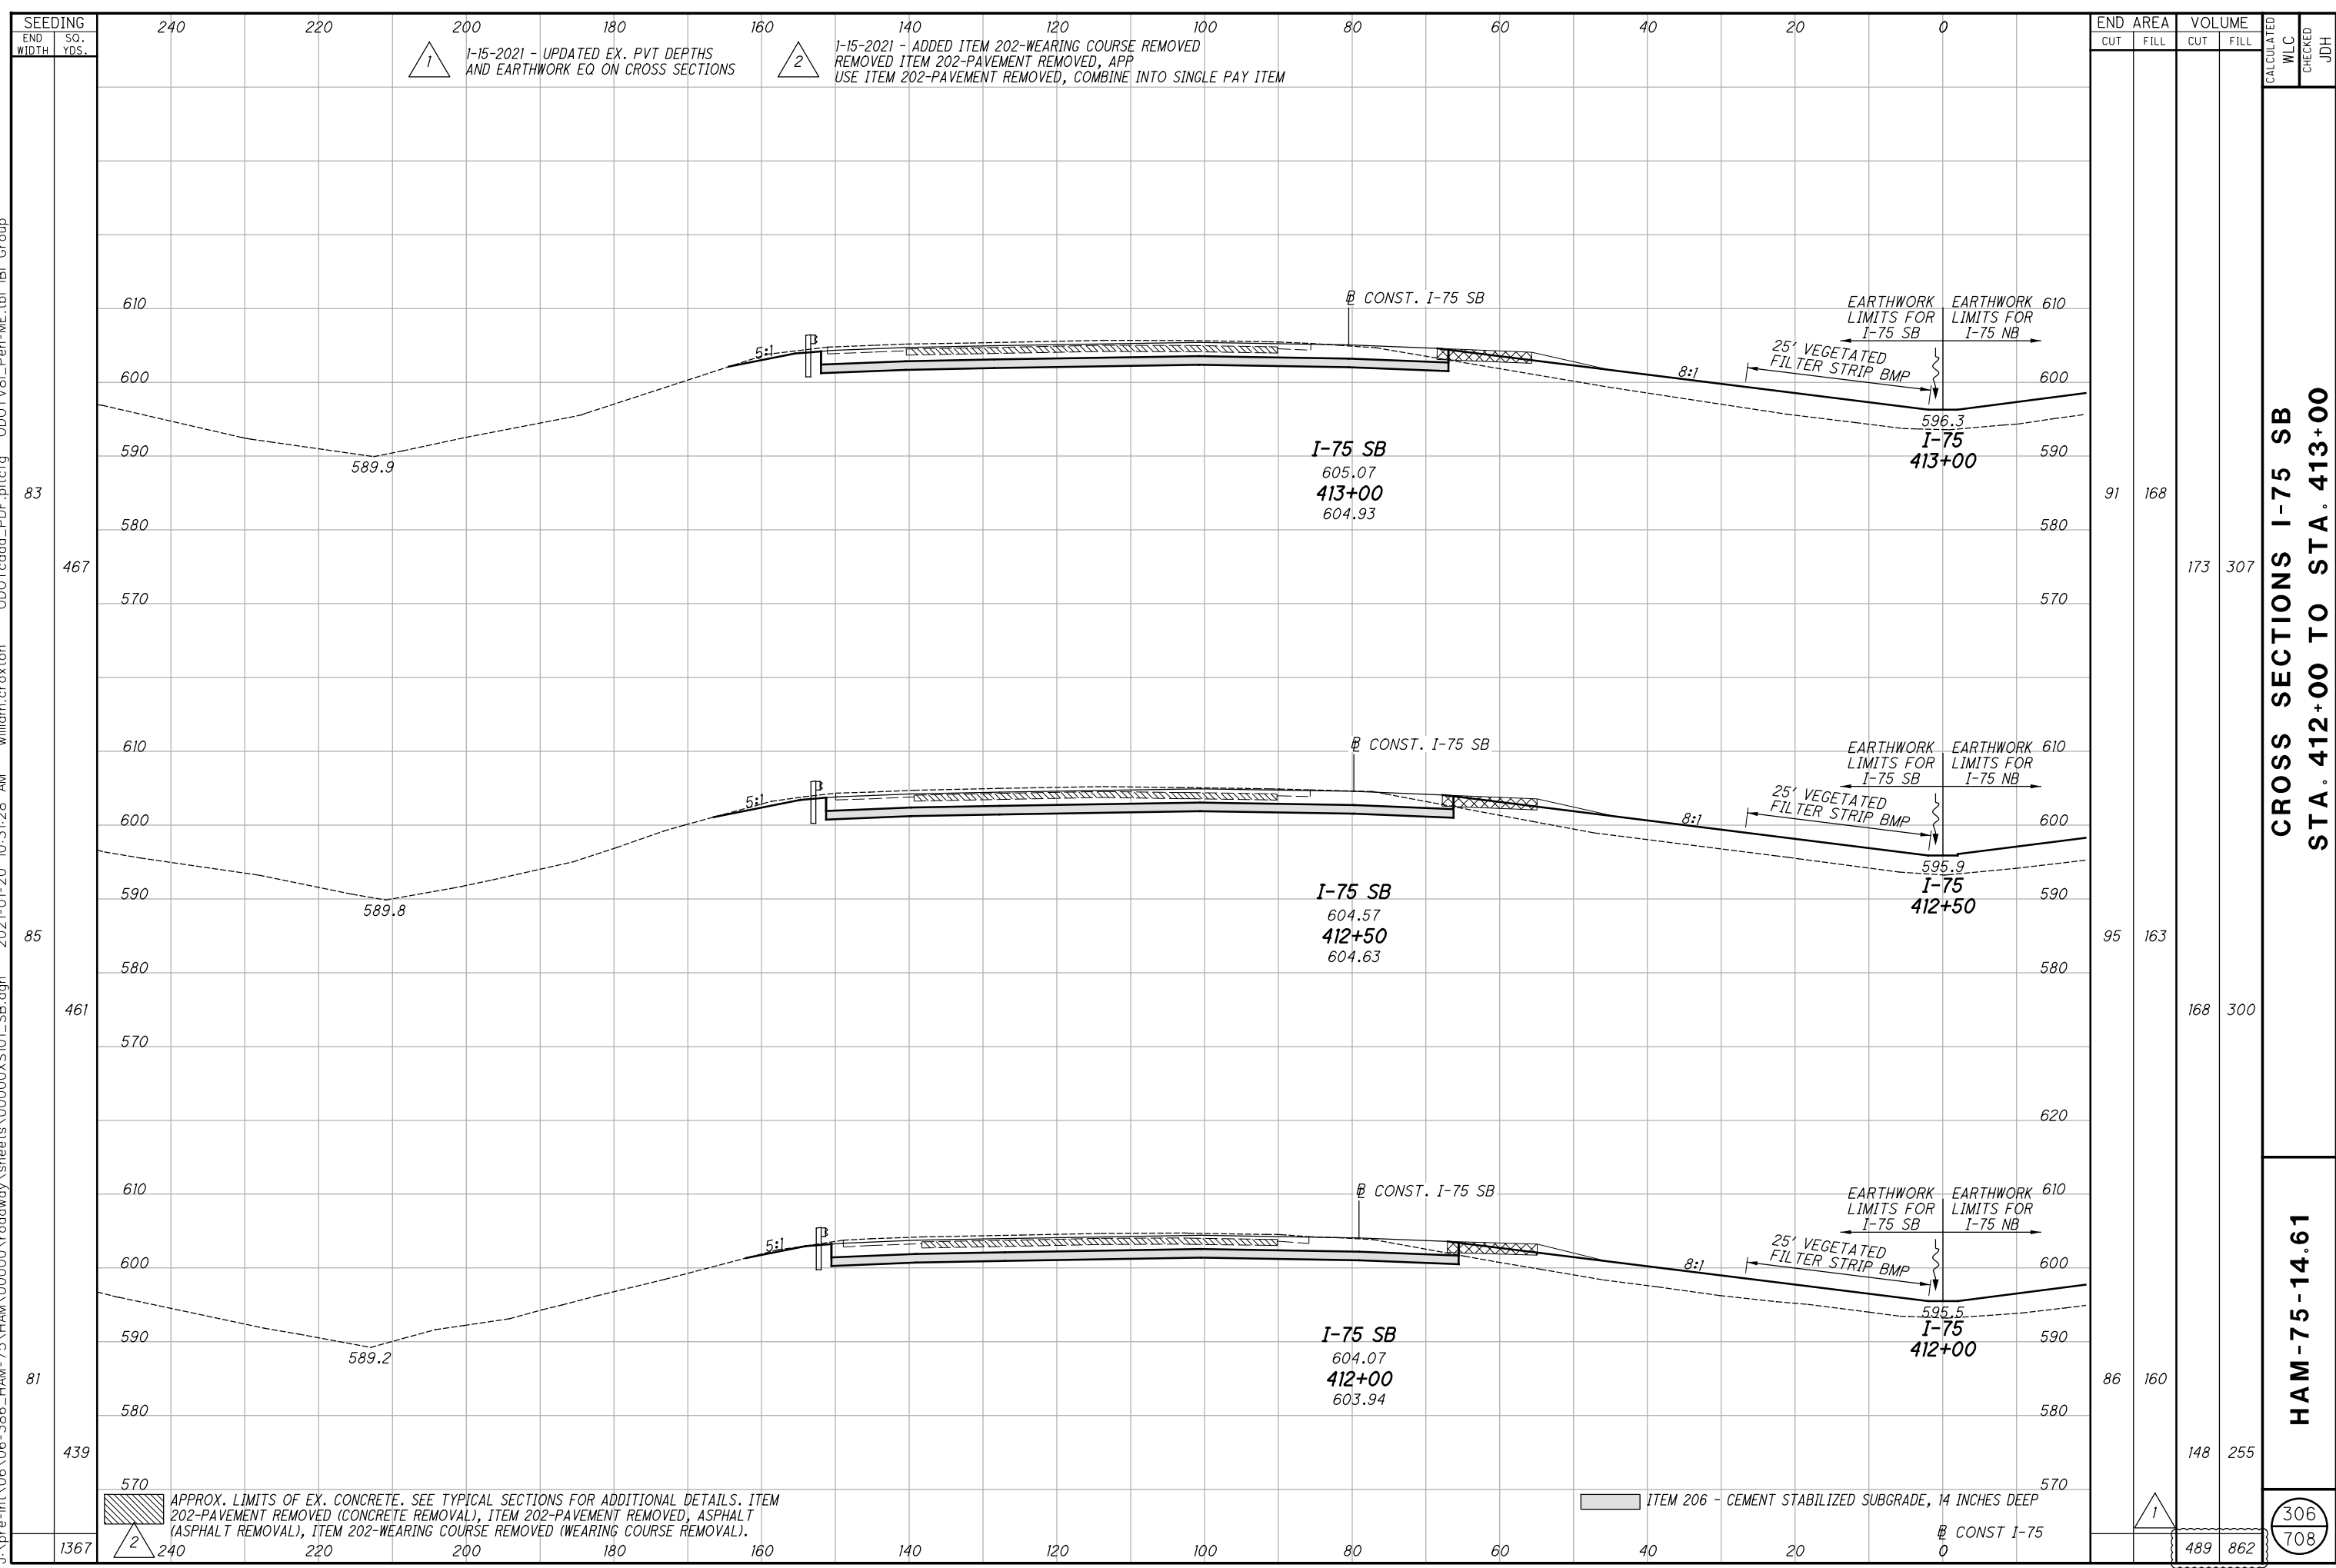 SEEDING
END WIDTH
SQ. YDS.
240 220 200 180 160 140 120 100 80 60 40 20 0
END AREA
VOLUME
CUT FILL CUT FILL
CALCULATED
WLC
CHECKED
JDH
1
1-15-2021 - UPDATED EX. PVT DEPTHS
AND EARTHWORK EQ ON CROSS SECTIONS
2
1-15-2021 - ADDED ITEM 202-WEARING COURSE REMOVED
REMOVED ITEM 202-PAVEMENT REMOVED, APP
USE ITEM 202-PAVEMENT REMOVED, COMBINE INTO SINGLE PAY ITEM
610
℄ CONST. I-75 SB
EARTHWORK
LIMITS FOR
I-75 SB
EARTHWORK
LIMITS FOR
I-75 NB
610
5:1
25' VEGETATED
FILTER STRIP BMP
8:1
600
600
596.3
I-75
413+00
590
589.9
I-75 SB
605.07
413+00
604.93
590
83
91 168
580
580
467
173 307
570
570
610
℄ CONST. I-75 SB
EARTHWORK
LIMITS FOR
I-75 SB
EARTHWORK
LIMITS FOR
I-75 NB
610
5:1
25' VEGETATED
FILTER STRIP BMP
8:1
600
600
595.9
I-75
412+50
590
589.8
I-75 SB
604.57
412+50
604.63
590
85
95 163
580
580
461
168 300
570
570
620
610
℄ CONST. I-75 SB
EARTHWORK
LIMITS FOR
I-75 SB
EARTHWORK
LIMITS FOR
I-75 NB
610
5:1
25' VEGETATED
FILTER STRIP BMP
8:1
600
600
595.5
I-75
412+00
590
589.2
I-75 SB
604.07
412+00
603.94
590
81
86 160
580
580
439
148 255
570
570
APPROX. LIMITS OF EX. CONCRETE. SEE TYPICAL SECTIONS FOR ADDITIONAL DETAILS. ITEM
202-PAVEMENT REMOVED (CONCRETE REMOVAL), ITEM 202-PAVEMENT REMOVED, ASPHALT
(ASPHALT REMOVAL), ITEM 202-WEARING COURSE REMOVED (WEARING COURSE REMOVAL).
2
ITEM 206 - CEMENT STABILIZED SUBGRADE, 14 INCHES DEEP
℄ CONST I-75
1
1367
240 220 200 180 160 140 120 100 80 60 40 20 0
489 862
CROSS SECTIONS I-75 SB
STA. 412+00 TO STA. 413+00
HAM-75-14.61
306
708